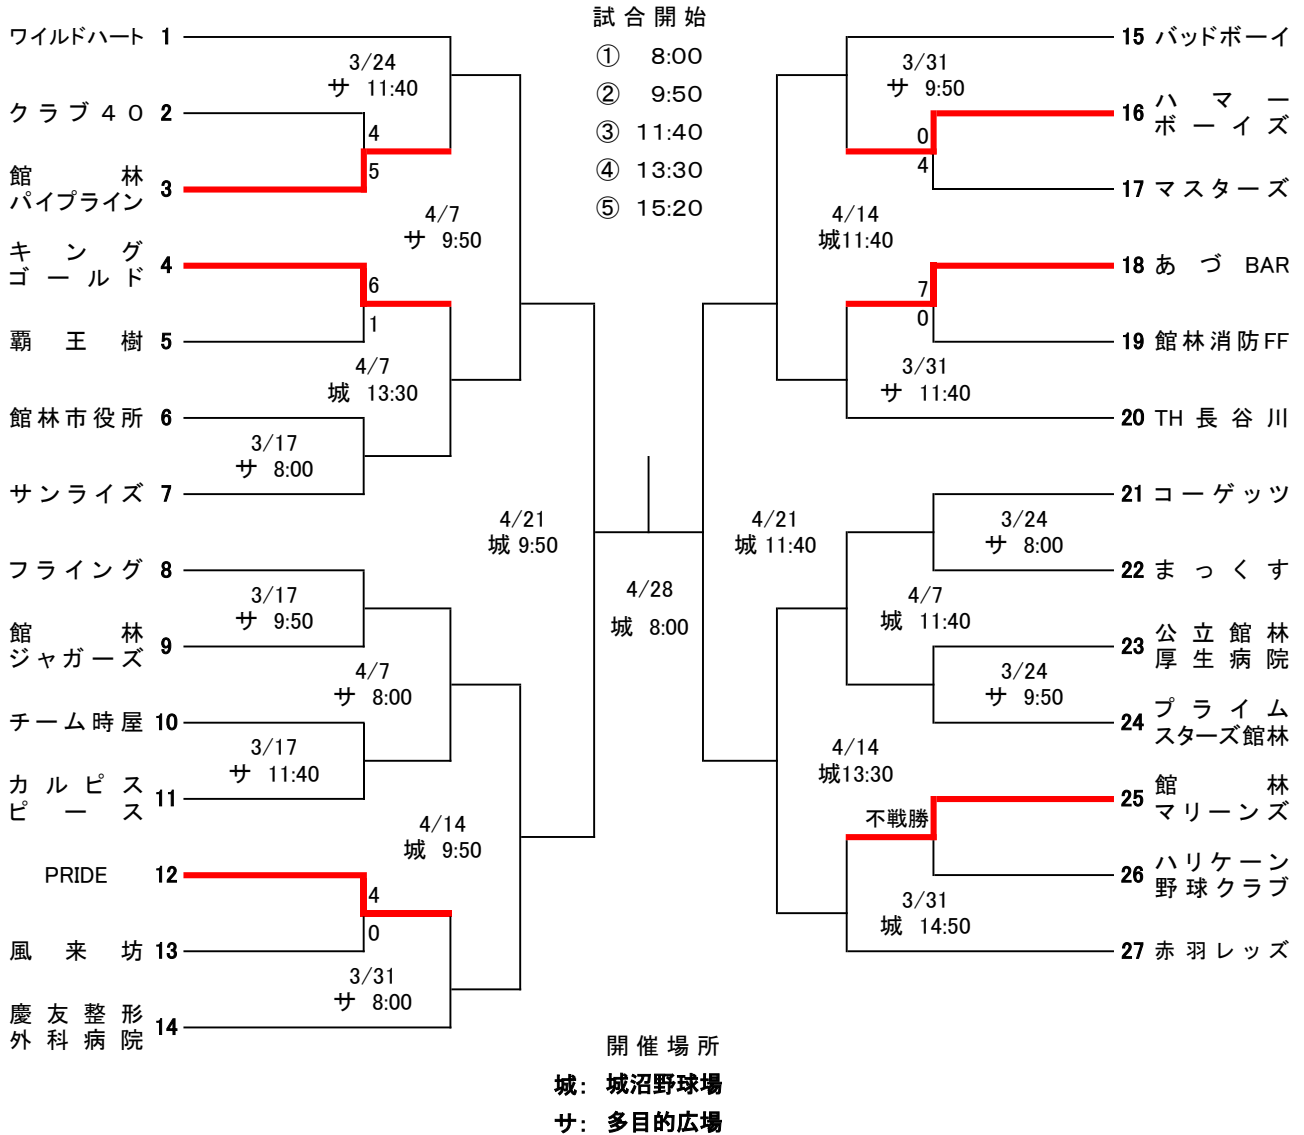 試合開始
① 8:00
② 9:50
③ 11:40
④ 13:30
⑤ 15:20
ワイルドハート 1
3/24
サ 11:40
クラブ40 2
4
5
館林
パイプライン 3
4/7
サ 9:50
キング
ゴールド 4
6
1
覇王樹 5
4/7
城 13:30
館林市役所 6
3/17
サ 8:00
サンライズ 7
4/21
城 9:50
フライング 8
3/17
サ 9:50
館林
ジャガーズ 9
4/7
サ 8:00
チーム時屋 10
3/17
サ 11:40
カルピス
ピース 11
4/14
城 9:50
PRIDE 12
4
0
風来坊 13
3/31
サ 8:00
慶友整形
外科病院 14
4/28
城 8:00
15 バッドボーイ
3/31
サ 9:50
16 ハマー
ボーイズ
0
4
17 マスターズ
4/14
城11:40
18 あづBAR
7
0
19 館林消防FF
3/31
サ 11:40
20 TH長谷川
21 コーゲッツ
3/24
サ 8:00
22 まっくす
4/21
城 11:40
4/7
城 11:40
23 公立館林
厚生病院
3/24
サ 9:50
24 プライム
スターズ館林
4/14
城13:30
25 館林
マリーンズ
不戦勝
26 ハリケーン
野球クラブ
3/31
城 14:50
27 赤羽レッズ
開催場所
城： 城沼野球場
サ： 多目的広場